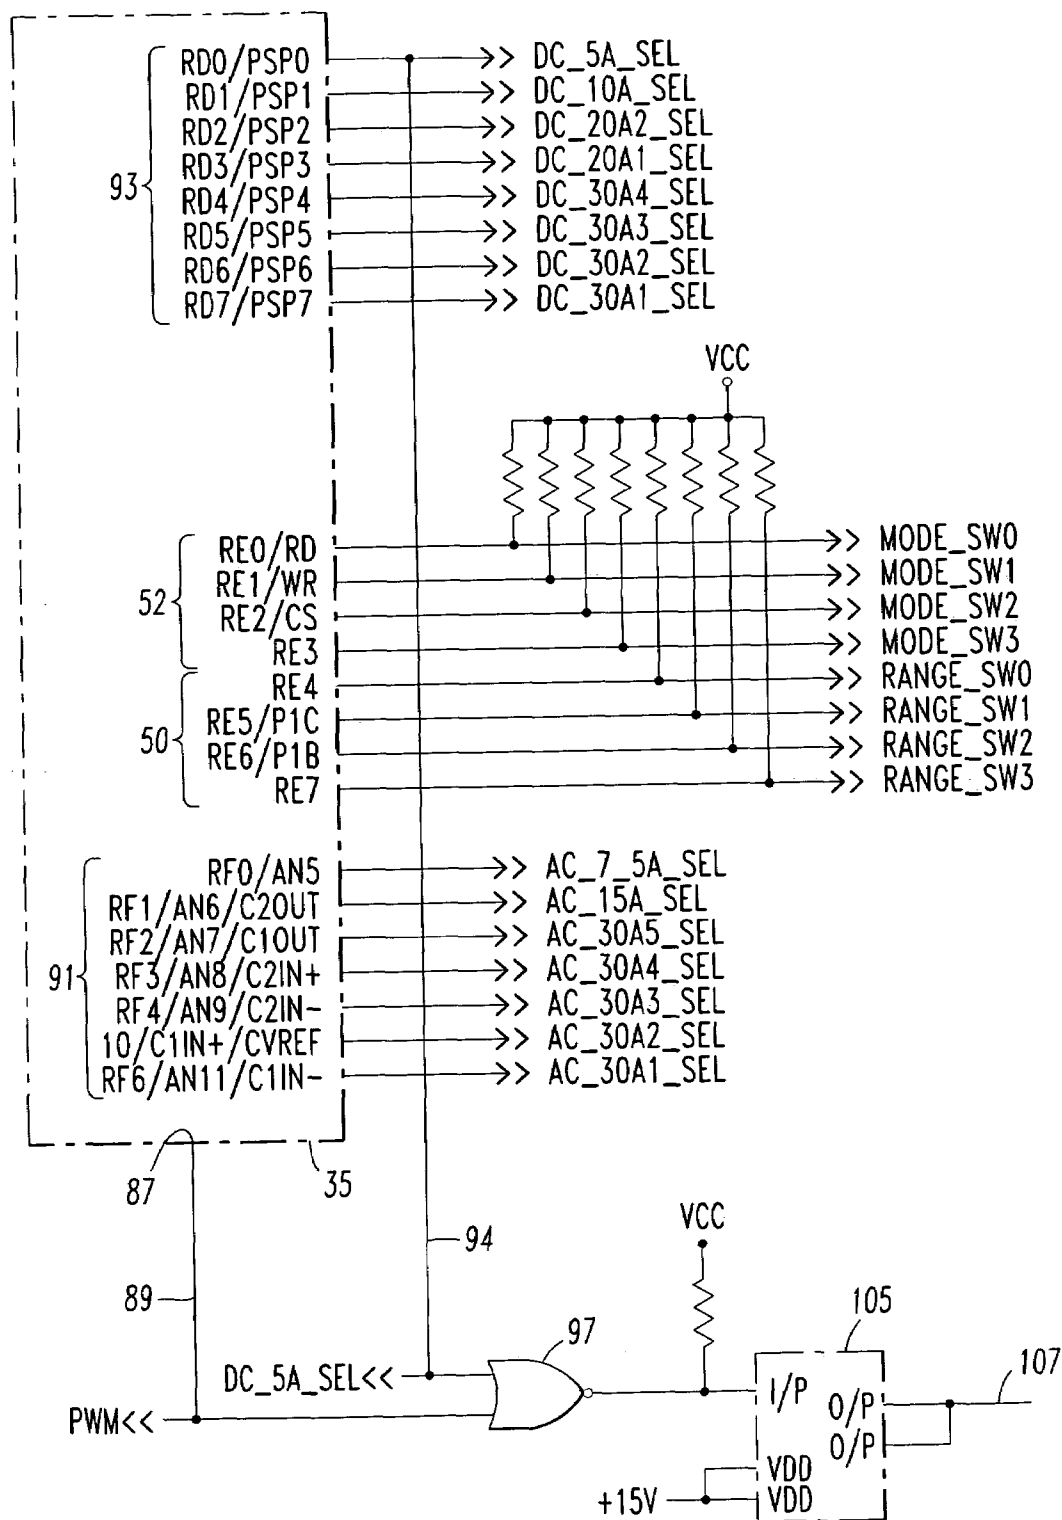 RD0/PSP0 >> DC_5A_SEL
RD1/PSP1 >> DC_10A_SEL
RD2/PSP2 >> DC_20A2_SEL
93 RD3/PSP3 >> DC_20A1_SEL
RD4/PSP4 >> DC_30A4_SEL
RD5/PSP5 >> DC_30A3_SEL
RD6/PSP6 >> DC_30A2_SEL
RD7/PSP7 >> DC_30A1_SEL
VCC
RE0/RD >> MODE_SW0
RE1/WR >> MODE_SW1
52 RE2/CS >> MODE_SW2
RE3 >> MODE_SW3
RE4 >> RANGE_SW0
RE5/P1C >> RANGE_SW1
50 RE6/P1B >> RANGE_SW2
RE7 >> RANGE_SW3
RF0/AN5 >> AC_7_5A_SEL
RF1/AN6/C2OUT >> AC_15A_SEL
RF2/AN7/C1OUT >> AC_30A5_SEL
91 RF3/AN8/C2IN+ >> AC_30A4_SEL
RF4/AN9/C2IN- >> AC_30A3_SEL
10/C1IN+/CVREF >> AC_30A2_SEL
RF6/AN11/C1IN- >> AC_30A1_SEL
87 35
94 VCC
89 97 105 107
DC_5A_SEL<<
PWM<<
I/P O/P
O/P
VDD
+15V VDD